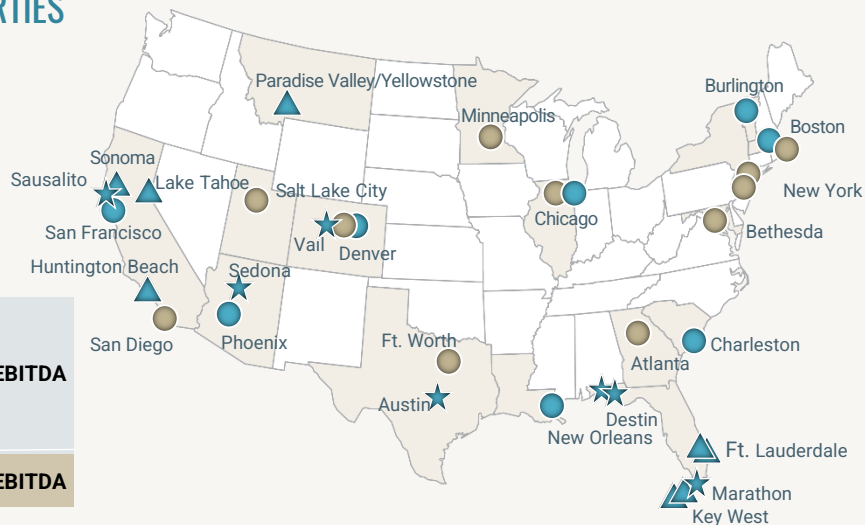 RTIES
Paradise Valley/Yellowstone
Burlington
Minneapolis
Boston
Sonoma
Sausalito
Lake Tahoe
Salt Lake City
New York
San Francisco
Chicago
Vail
Denver
Bethesda
Huntington Beach
Sedona
San Diego
Phoenix
Ft. Worth
Charleston
Atlanta
EBITDA
Austin
Destin
New Orleans
Ft. Lauderdale
EBITDA
Marathon
Key West